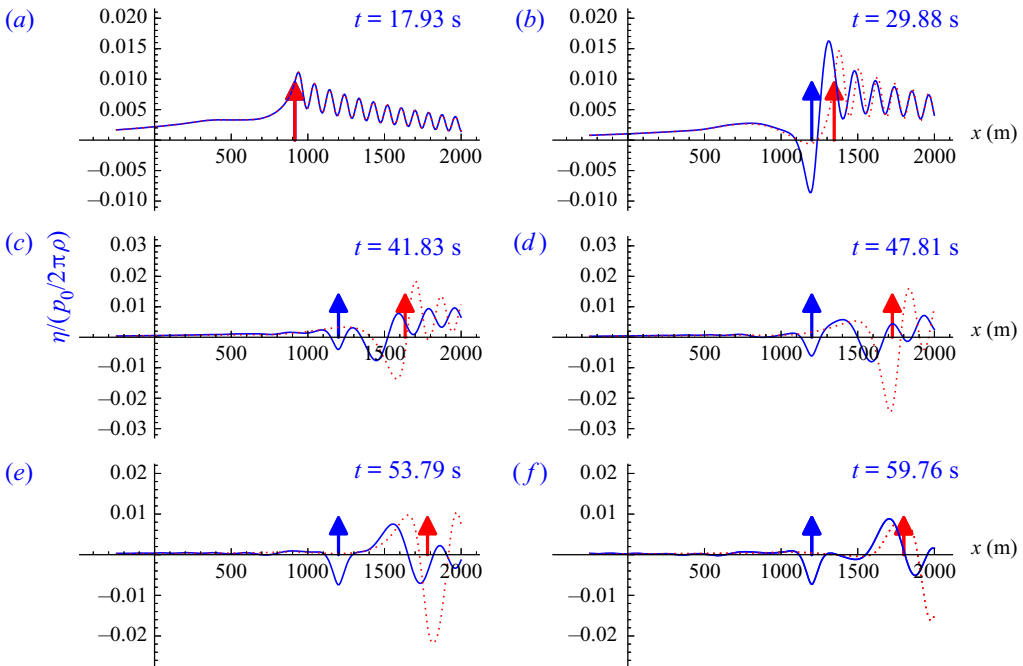 (a)
t = 17.93 s
0.020
0.015
0.010
0.005
−0.005
−0.010
500 1000 1500 2000
x (m)
(b)
t = 29.88 s
0.020
0.015
0.010
0.005
−0.005
−0.010
500 1000 1500 2000
x (m)
η/(p₀/2πρ)
(c)
t = 41.83 s
0.03
0.02
0.01
−0.01
−0.02
−0.03
500 1000 1500 2000
(d)
t = 47.81 s
0.03
0.02
0.01
−0.01
−0.02
−0.03
500 1000 1500 2000
x (m)
(e)
t = 53.79 s
0.02
0.01
−0.01
−0.02
500 1000 1500 2000
(f)
t = 59.76 s
0.02
0.01
−0.01
−0.02
500 1000 1500 2000
x (m)